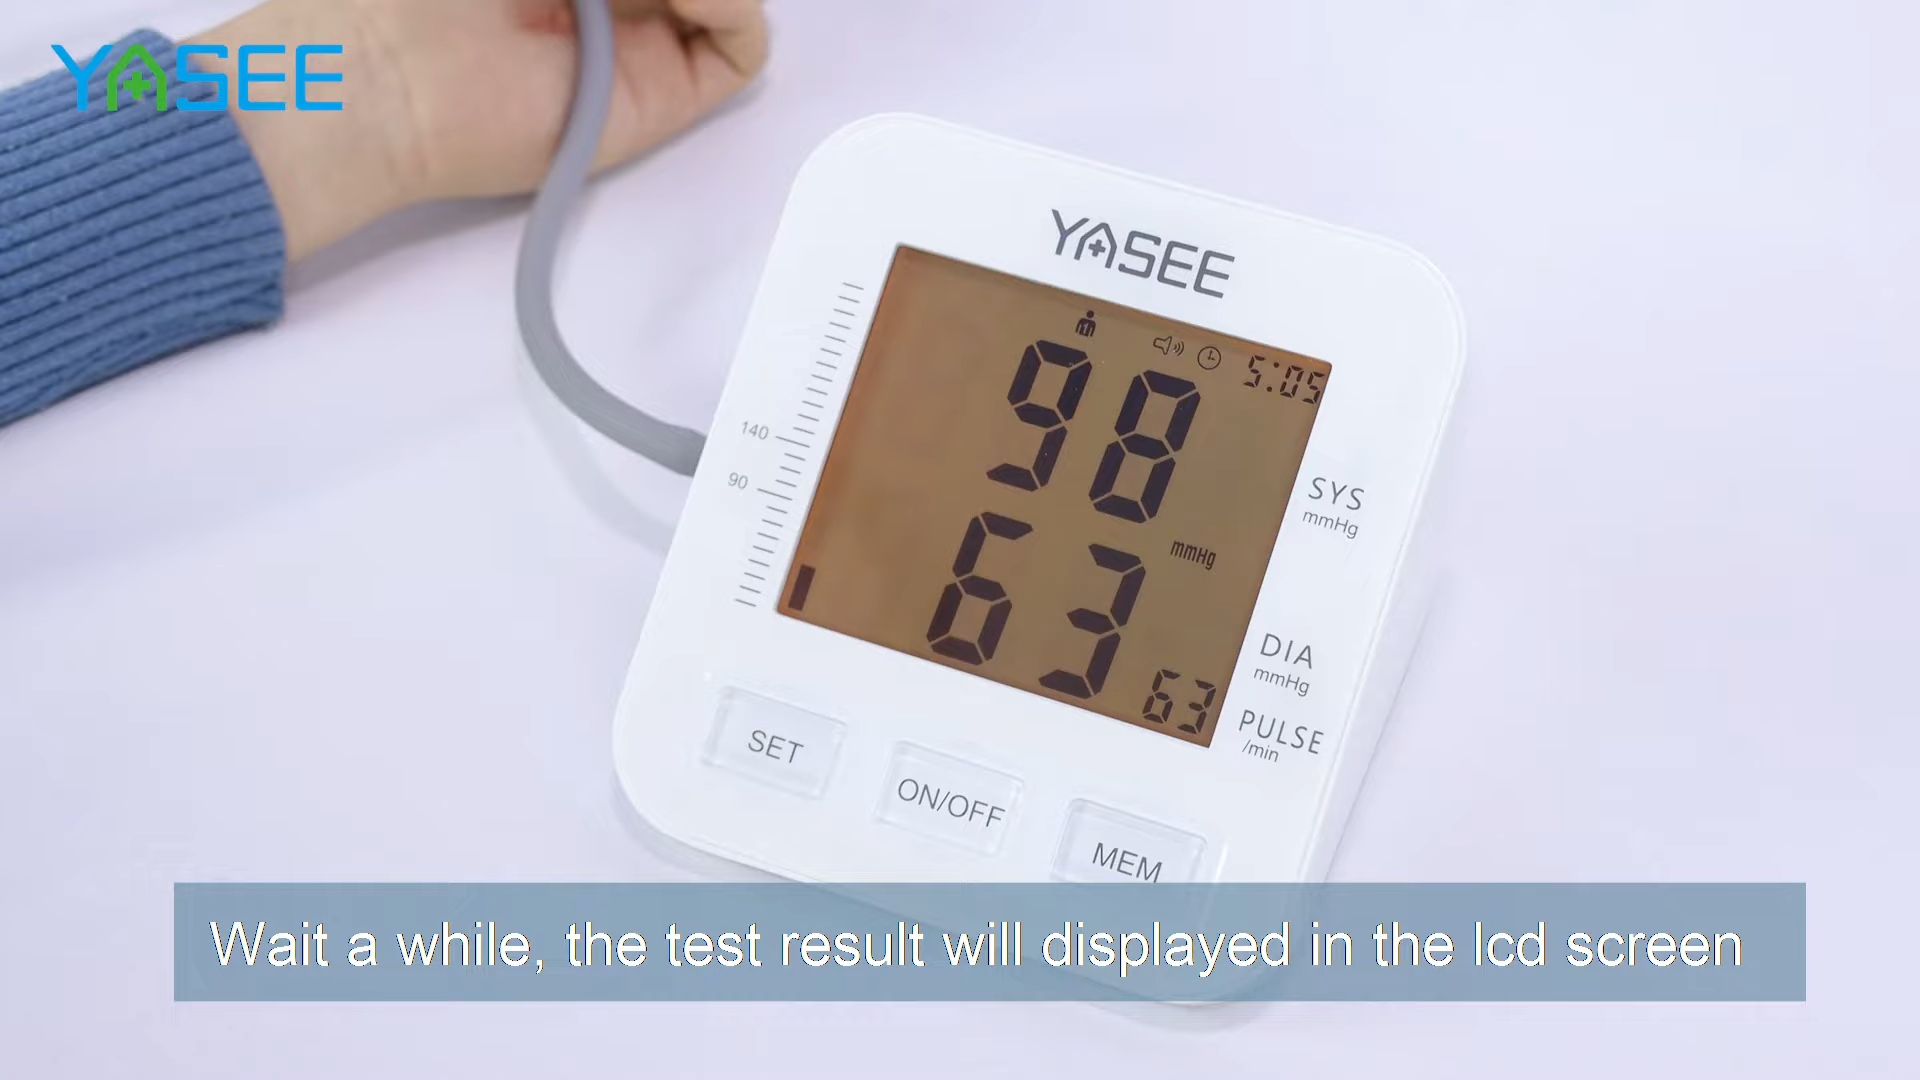 YASEE
YASEE
5:05
98
140
90
SYS
mmHg
mmHg
63
DIA
mmHg
63
PULSE
/min
SET
ON/OFF
MEM
Wait a while, the test result will displayed in the lcd screen